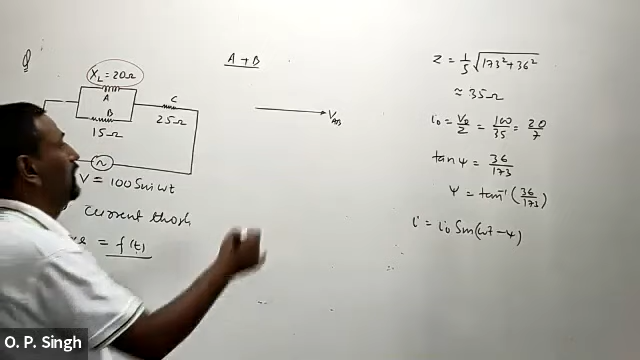 Q
X_L = 20Ω
A
B
15Ω
C
25Ω
V = 100 Sin ωt
Current
= f(t)
A + B
V_AB
Z = 1/5 √(173² + 36²)
≈ 35Ω
i₀ = V₀/Z = 100/35 = 20/7
tan ψ = 36/173
ψ = tan⁻¹(36/173)
i = i₀ Sin(ωt − ψ)
O. P. Singh